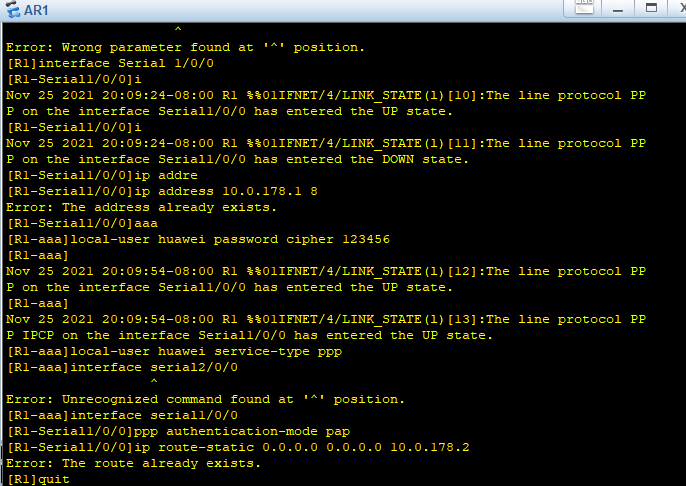 AR1
^
Error: Wrong parameter found at '^' position.
[R1]interface Serial 1/0/0
[R1-Serial1/0/0]i
Nov 25 2021 20:09:24-08:00 R1 %%01IFNET/4/LINK_STATE(l)[10]:The line protocol PP
P on the interface Serial1/0/0 has entered the UP state.
[R1-Serial1/0/0]i
Nov 25 2021 20:09:24-08:00 R1 %%01IFNET/4/LINK_STATE(l)[11]:The line protocol PP
P on the interface Serial1/0/0 has entered the DOWN state.
[R1-Serial1/0/0]ip addre
[R1-Serial1/0/0]ip address 10.0.178.1 8
Error: The address already exists.
[R1-Serial1/0/0]aaa
[R1-aaa]local-user huawei password cipher 123456
[R1-aaa]
Nov 25 2021 20:09:54-08:00 R1 %%01IFNET/4/LINK_STATE(l)[12]:The line protocol PP
P on the interface Serial1/0/0 has entered the UP state.
[R1-aaa]
Nov 25 2021 20:09:54-08:00 R1 %%01IFNET/4/LINK_STATE(l)[13]:The line protocol PP
P IPCP on the interface Serial1/0/0 has entered the UP state.
[R1-aaa]local-user huawei service-type ppp
[R1-aaa]interface serial2/0/0
^
Error: Unrecognized command found at '^' position.
[R1-aaa]interface serial1/0/0
[R1-Serial1/0/0]ppp authentication-mode pap
[R1-Serial1/0/0]ip route-static 0.0.0.0 0.0.0.0 10.0.178.2
Error: The route already exists.
[R1]quit